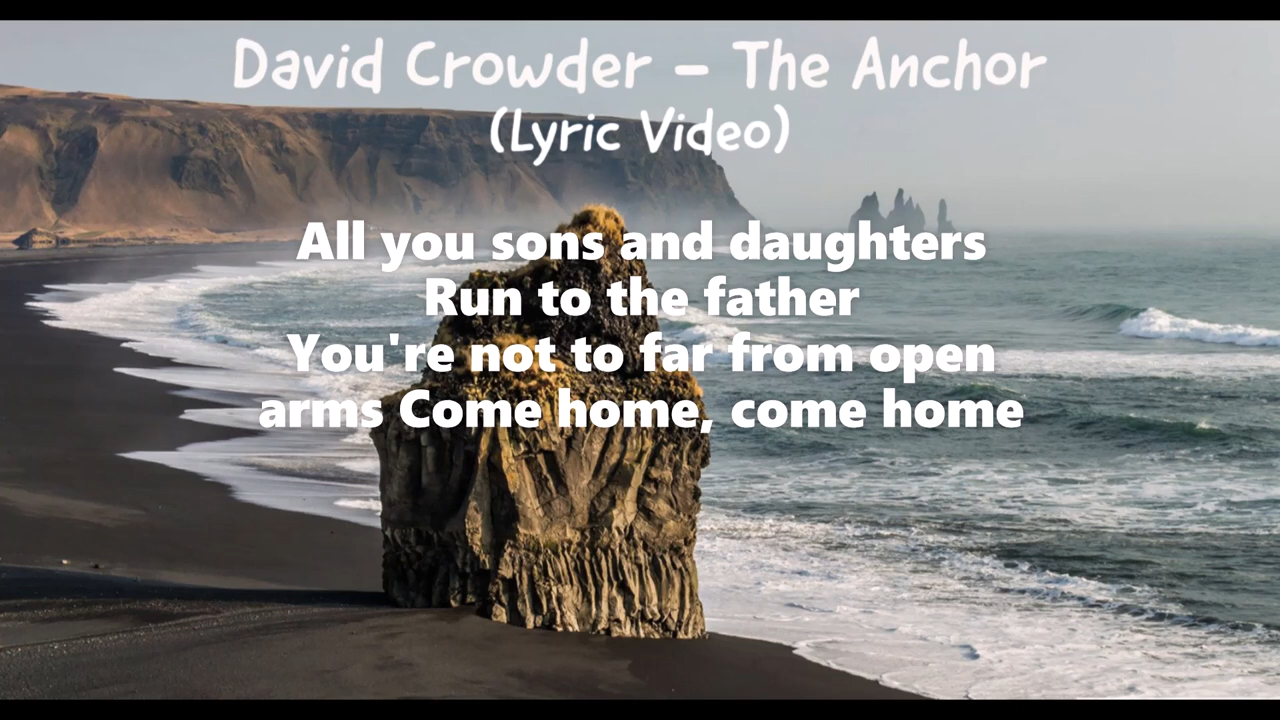 David Crowder - The Anchor
(Lyric Video)
All you sons and daughters
Run to the father
You're not to far from open
arms Come home, come home